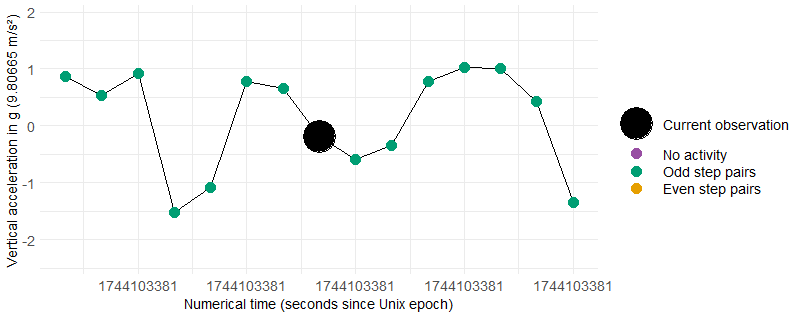 Vertical acceleration in g (9.80665 m/s²)
2
1
0
-1
-2
1744103381 1744103381 1744103381 1744103381 1744103381
Numerical time (seconds since Unix epoch)
Current observation
No activity
Odd step pairs
Even step pairs